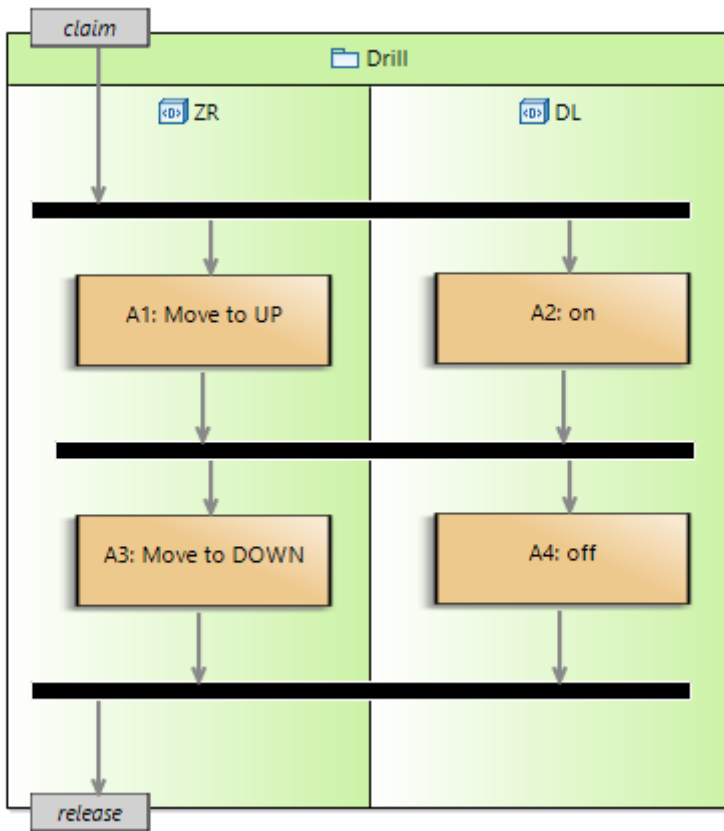 claim
Drill
<D> ZR
<D> DL
A1: Move to UP
A2: on
A3: Move to DOWN
A4: off
release